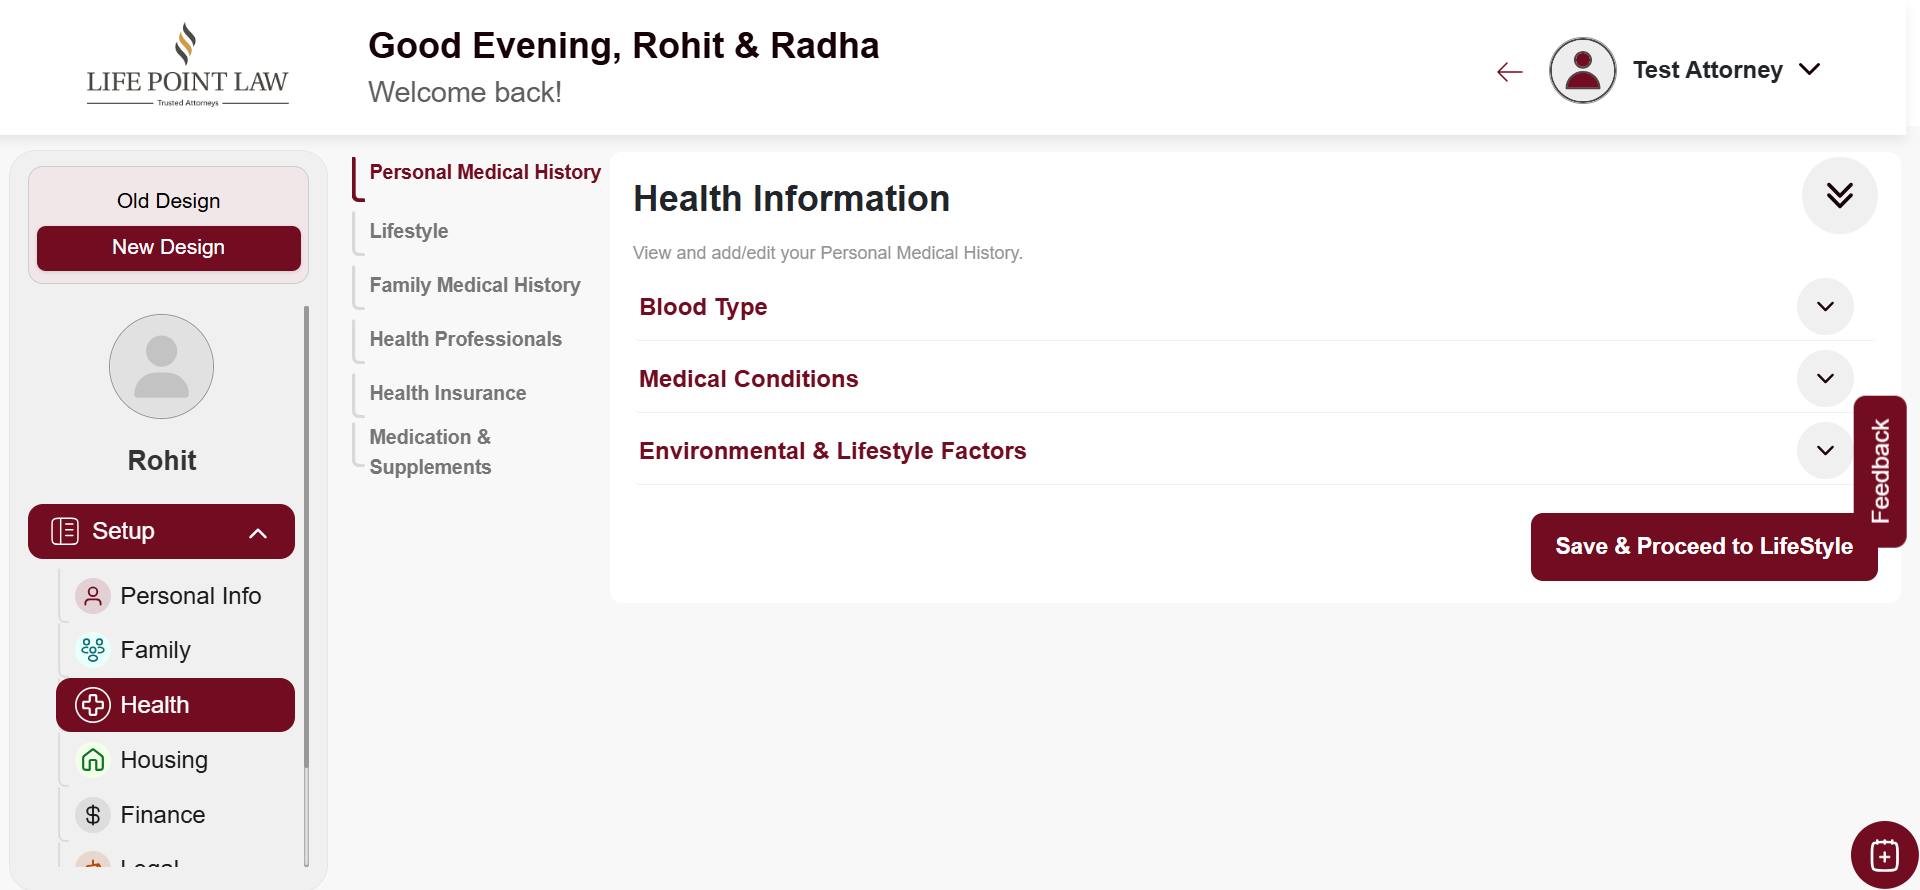 LIFE POINT LAW
Trusted Attorneys
Good Evening, Rohit & Radha
Welcome back!
Test Attorney
Old Design
New Design
Rohit
Setup
Personal Info
Family
Health
Housing
Finance
Legal
Personal Medical History
Lifestyle
Family Medical History
Health Professionals
Health Insurance
Medication &
Supplements
Health Information
View and add/edit your Personal Medical History.
Blood Type
Medical Conditions
Environmental & Lifestyle Factors
Save & Proceed to LifeStyle
Feedback